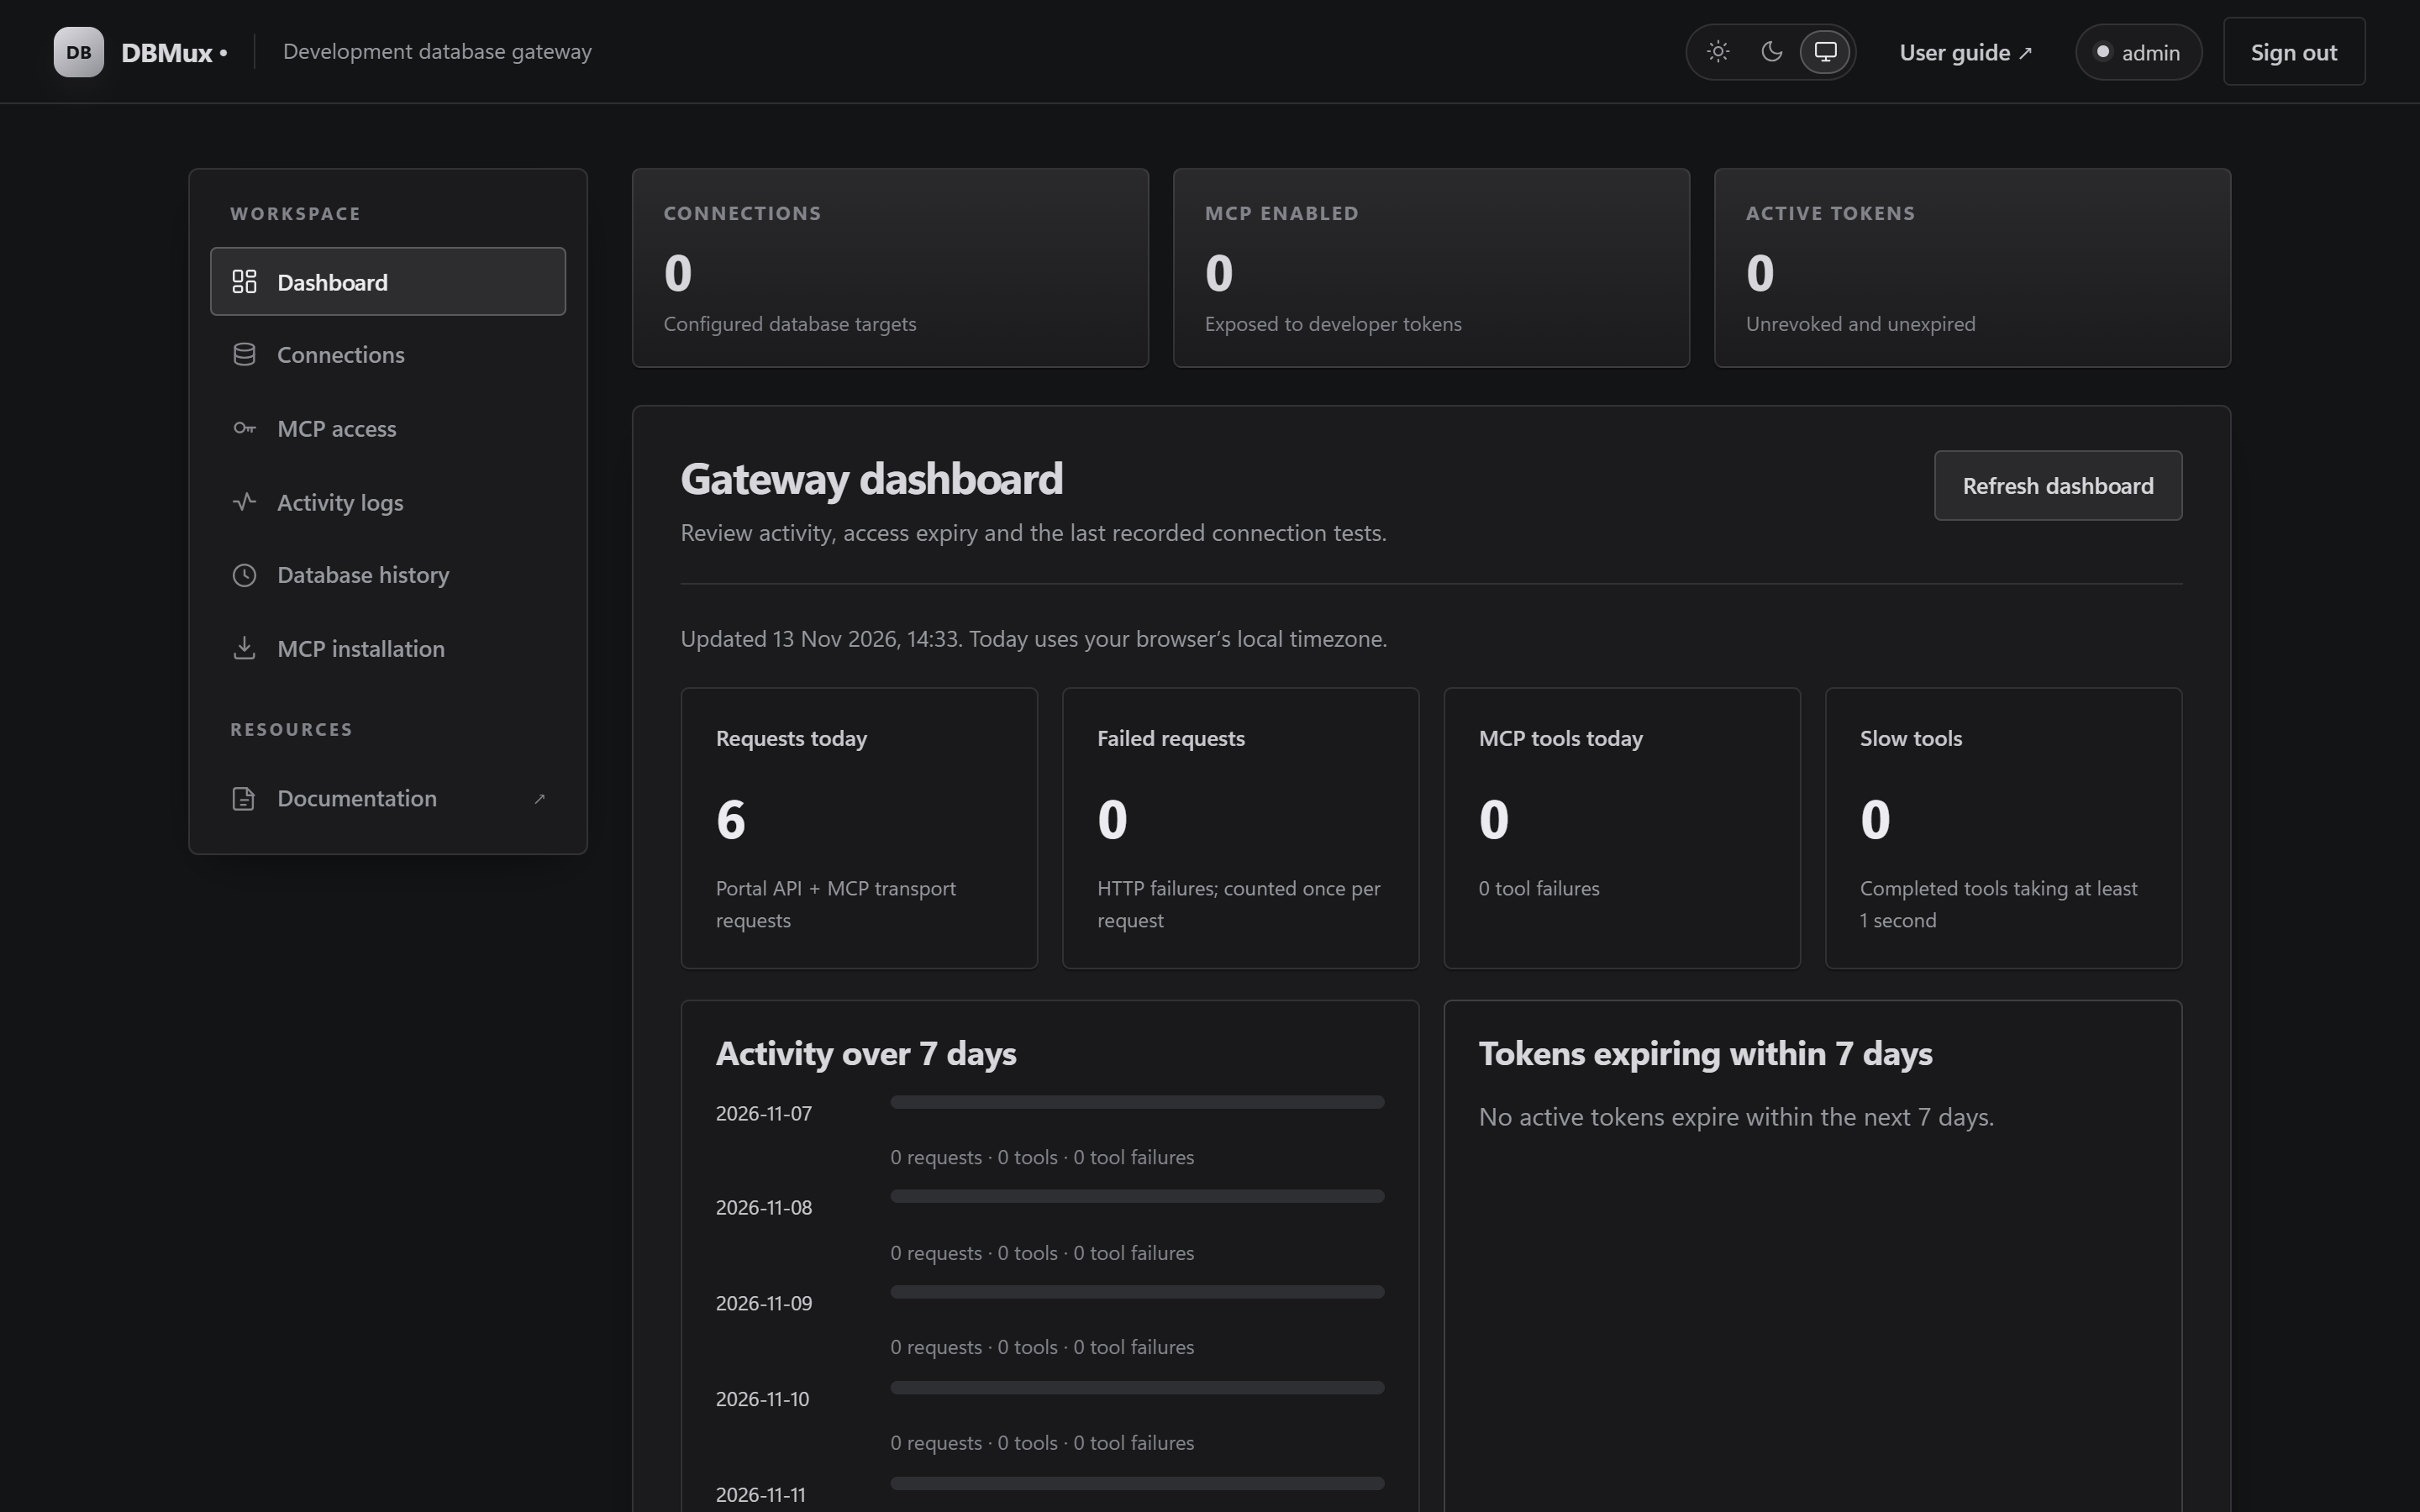 DB DBMux • Development database gateway
User guide ↗ admin Sign out
WORKSPACE
Dashboard
Connections
MCP access
Activity logs
Database history
MCP installation
RESOURCES
Documentation ↗
CONNECTIONS
0
Configured database targets
MCP ENABLED
0
Exposed to developer tokens
ACTIVE TOKENS
0
Unrevoked and unexpired
Gateway dashboard
Refresh dashboard
Review activity, access expiry and the last recorded connection tests.
Updated 13 Nov 2026, 14:33. Today uses your browser’s local timezone.
Requests today
6
Portal API + MCP transport
requests
Failed requests
0
HTTP failures; counted once per
request
MCP tools today
0
0 tool failures
Slow tools
0
Completed tools taking at least
1 second
Activity over 7 days
2026-11-07
0 requests · 0 tools · 0 tool failures
2026-11-08
0 requests · 0 tools · 0 tool failures
2026-11-09
0 requests · 0 tools · 0 tool failures
2026-11-10
0 requests · 0 tools · 0 tool failures
2026-11-11
Tokens expiring within 7 days
No active tokens expire within the next 7 days.